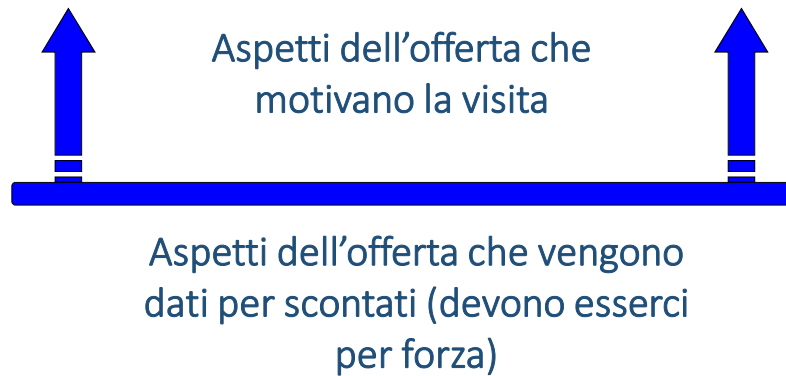 Aspetti dell’offerta che
motivano la visita
Aspetti dell’offerta che vengono
dati per scontati (devono esserci
per forza)